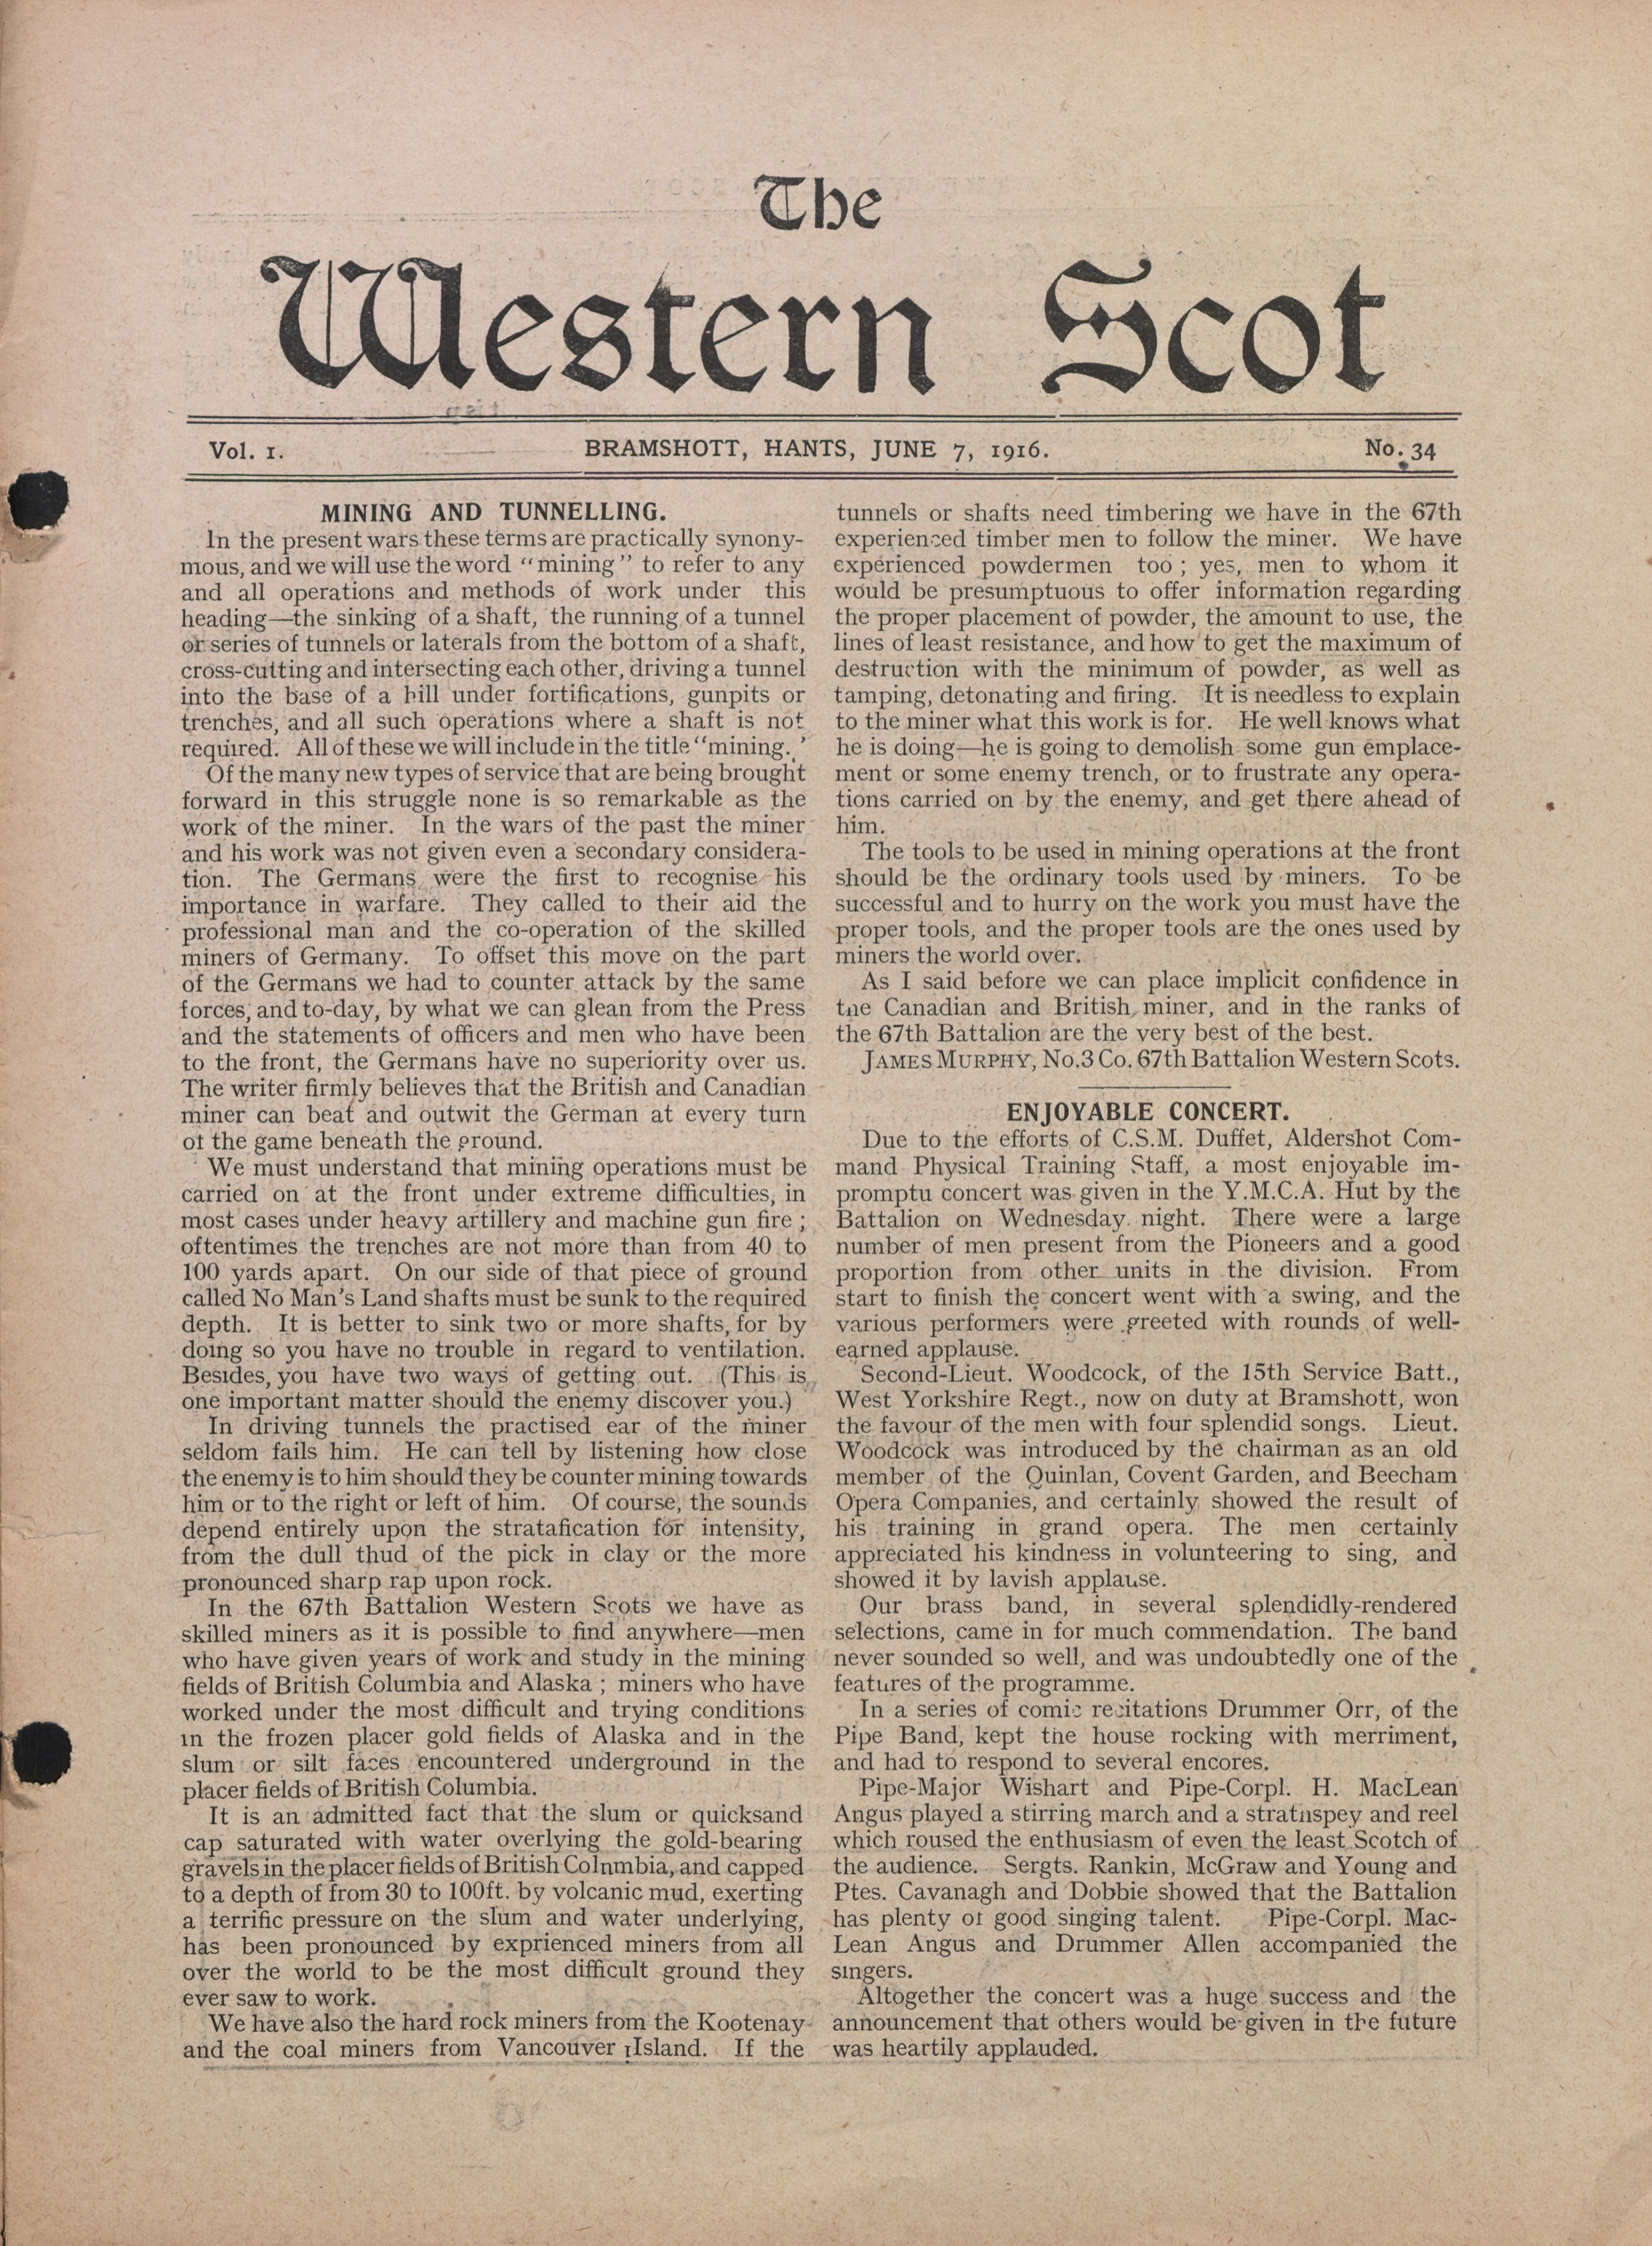 The
Western Scot
Vol. 1. BRAMSHOTT, HANTS, JUNE 7, 1916. No. 34
MINING AND TUNNELLING.
In the present wars these terms are practically synony-
mous, and we will use the word "mining" to refer to any
and all operations and methods of work under this
heading—the sinking of a shaft, the running of a tunnel
or series of tunnels or laterals from the bottom of a shaft,
cross-cutting and intersecting each other, driving a tunnel
into the base of a hill under fortifications, gunpits or
trenches, and all such operations where a shaft is not
required. All of these we will include in the title "mining.'
Of the many new types of service that are being brought
forward in this struggle none is so remarkable as the
work of the miner. In the wars of the past the miner
and his work was not given even a secondary considera-
tion. The Germans were the first to recognise his
importance in warfare. They called to their aid the
professional man and the co-operation of the skilled
miners of Germany. To offset this move on the part
of the Germans we had to counter attack by the same
forces, and to-day, by what we can glean from the Press
and the statements of officers and men who have been
to the front, the Germans have no superiority over us.
The writer firmly believes that the British and Canadian
miner can beat and outwit the German at every turn
of the game beneath the ground.
We must understand that mining operations must be
carried on at the front under extreme difficulties, in
most cases under heavy artillery and machine gun fire;
oftentimes the trenches are not more than from 40 to
100 yards apart. On our side of that piece of ground
called No Man's Land shafts must be sunk to the required
depth. It is better to sink two or more shafts, for by
doing so you have no trouble in regard to ventilation.
Besides, you have two ways of getting out. (This is
one important matter should the enemy discover you.)
In driving tunnels the practised ear of the miner
seldom fails him. He can tell by listening how close
the enemy is to him should they be counter mining towards
him or to the right or left of him. Of course, the sounds
depend entirely upon the stratafication for intensity,
from the dull thud of the pick in clay or the more
pronounced sharp rap upon rock.
In the 67th Battalion Western Scots we have as
skilled miners as it is possible to find anywhere—men
who have given years of work and study in the mining
fields of British Columbia and Alaska; miners who have
worked under the most difficult and trying conditions
in the frozen placer gold fields of Alaska and in the
slum or silt faces encountered underground in the
placer fields of British Columbia.
It is an admitted fact that the slum or quicksand
cap saturated with water overlying the gold-bearing
gravels in the placer fields of British Colnmbia, and capped
to a depth of from 30 to 100ft. by volcanic mud, exerting
a terrific pressure on the slum and water underlying,
has been pronounced by exprienced miners from all
over the world to be the most difficult ground they
ever saw to work.
We have also the hard rock miners from the Kootenay
and the coal miners from Vancouver Island. If the
tunnels or shafts need timbering we have in the 67th
experienced timber men to follow the miner. We have
experienced powdermen too; yes, men to whom it
would be presumptuous to offer information regarding
the proper placement of powder, the amount to use, the
lines of least resistance, and how to get the maximum of
destruction with the minimum of powder, as well as
tamping, detonating and firing. It is needless to explain
to the miner what this work is for. He well knows what
he is doing—he is going to demolish some gun emplace-
ment or some enemy trench, or to frustrate any opera-
tions carried on by the enemy, and get there ahead of
him.
The tools to be used in mining operations at the front
should be the ordinary tools used by miners. To be
successful and to hurry on the work you must have the
proper tools, and the proper tools are the ones used by
miners the world over.
As I said before we can place implicit confidence in
the Canadian and British miner, and in the ranks of
the 67th Battalion are the very best of the best.
JAMES MURPHY, No. 3 Co. 67th Battalion Western Scots.
ENJOYABLE CONCERT.
Due to the efforts of C.S.M. Duffet, Aldershot Com-
mand Physical Training Staff, a most enjoyable im-
promptu concert was given in the Y.M.C.A. Hut by the
Battalion on Wednesday night. There were a large
number of men present from the Pioneers and a good
proportion from other units in the division. From
start to finish the concert went with a swing, and the
various performers were greeted with rounds of well-
earned applause.
Second-Lieut. Woodcock, of the 15th Service Batt.,
West Yorkshire Regt., now on duty at Bramshott, won
the favour of the men with four splendid songs. Lieut.
Woodcock was introduced by the chairman as an old
member of the Quinlan, Covent Garden, and Beecham
Opera Companies, and certainly showed the result of
his training in grand opera. The men certainly
appreciated his kindness in volunteering to sing, and
showed it by lavish applause.
Our brass band, in several splendidly-rendered
selections, came in for much commendation. The band
never sounded so well, and was undoubtedly one of the
features of the programme.
In a series of comic recitations Drummer Orr, of the
Pipe Band, kept the house rocking with merriment,
and had to respond to several encores.
Pipe-Major Wishart and Pipe-Corpl. H. MacLean
Angus played a stirring march and a strathspey and reel
which roused the enthusiasm of even the least Scotch of
the audience. Sergts. Rankin, McGraw and Young and
Ptes. Cavanagh and Dobbie showed that the Battalion
has plenty of good singing talent. Pipe-Corpl. Mac-
Lean Angus and Drummer Allen accompanied the
singers.
Altogether the concert was a huge success and the
announcement that others would be given in the future
was heartily applauded.